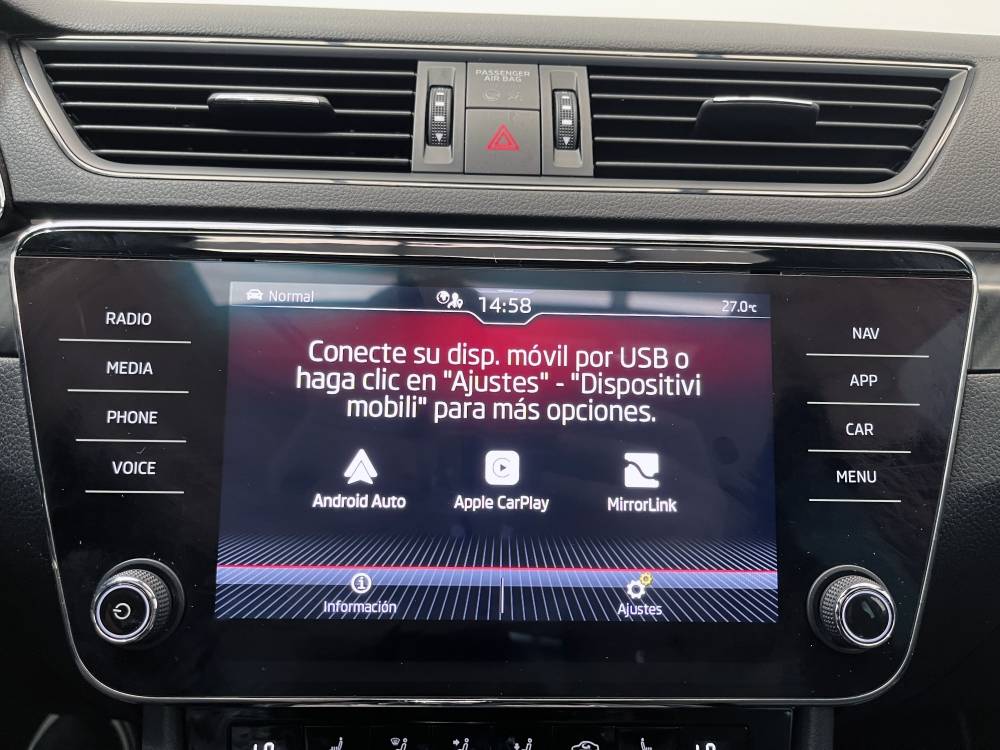 PASSENGER
AIR BAG
Normal
14:58
27.0°C
RADIO
MEDIA
PHONE
VOICE
Conecte su disp. móvil por USB o
haga clic en "Ajustes" - "Dispositivi
mobili" para más opciones.
Android Auto
Apple CarPlay
MirrorLink
Información
Ajustes
NAV
APP
CAR
MENU